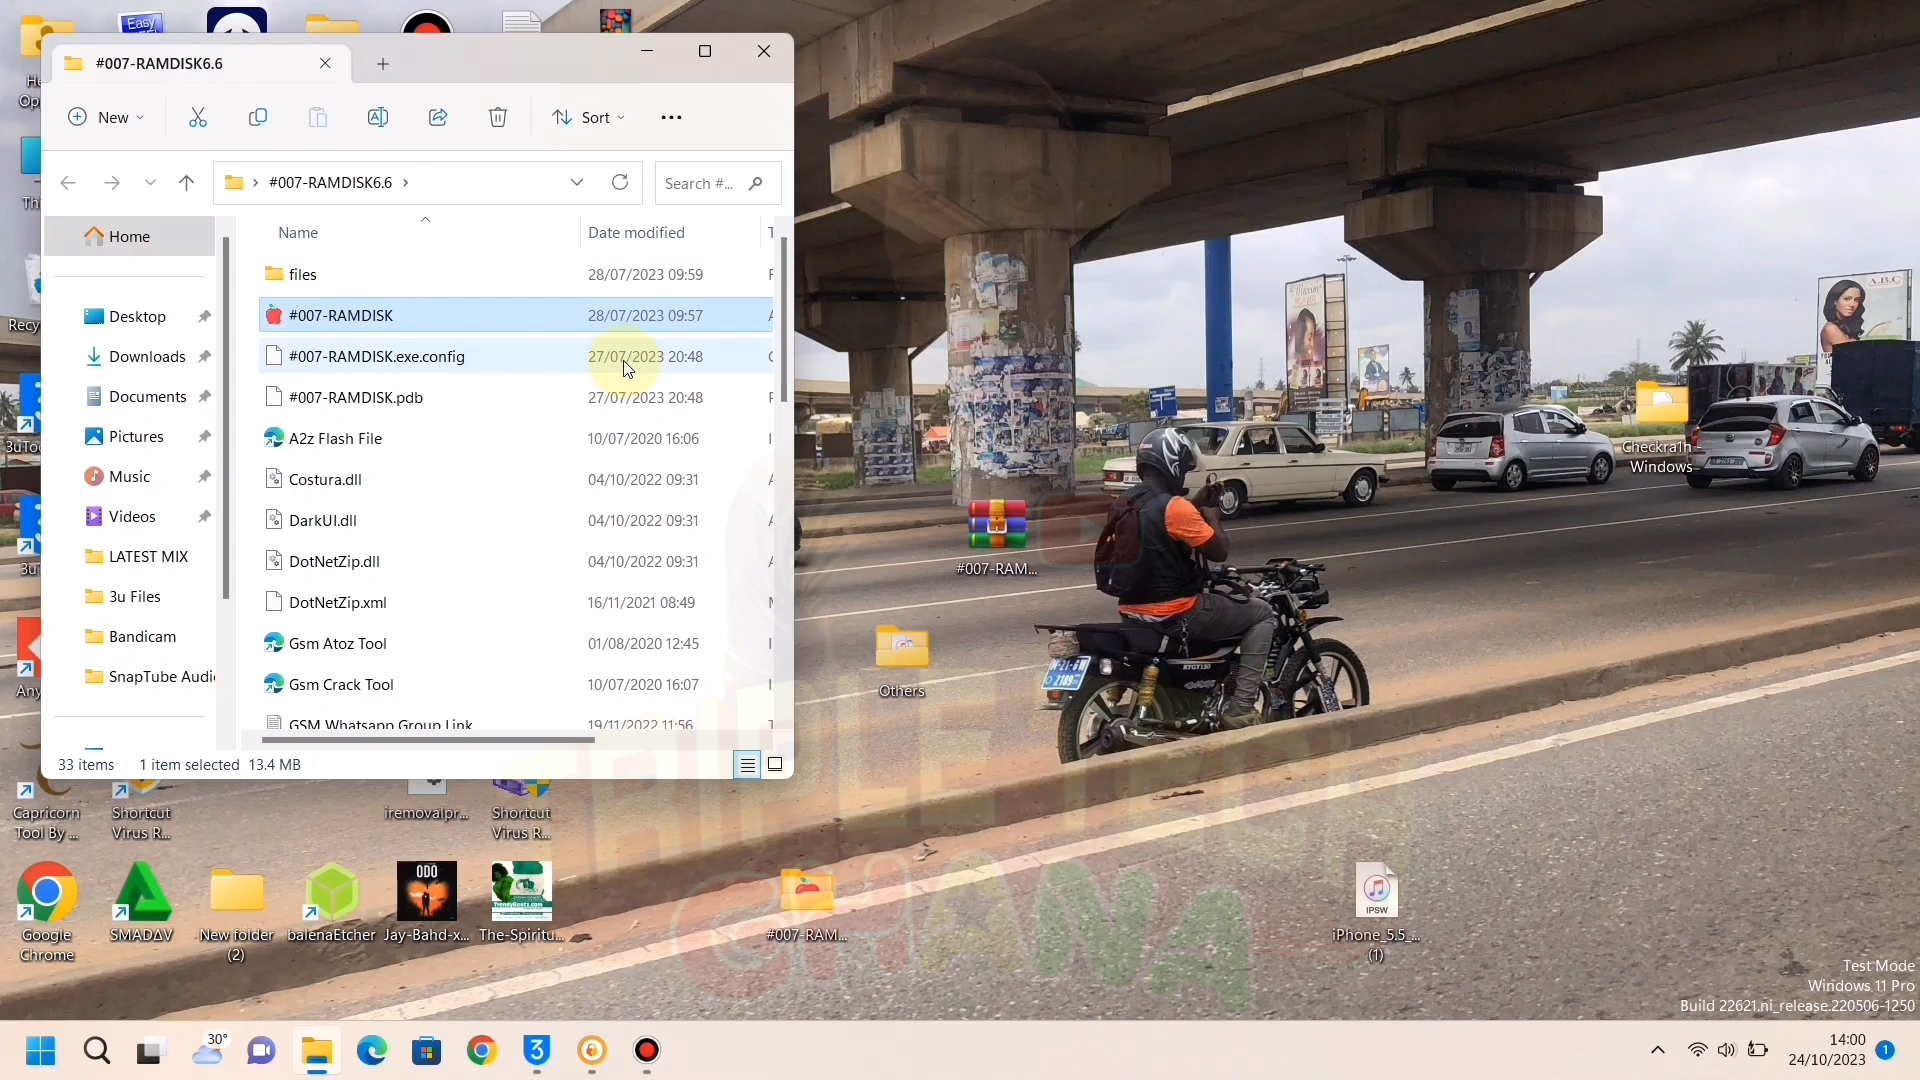 Easy
#007-RAMDISK6.6
New
Sort
#007-RAMDISK6.6
Search #...
Home
Desktop
Downloads
Documents
Pictures
Music
Videos
LATEST MIX
3u Files
Bandicam
SnapTube Audi
Name
Date modified
files
28/07/2023 09:59
#007-RAMDISK
28/07/2023 09:57
#007-RAMDISK.exe.config
27/07/2023 20:48
#007-RAMDISK.pdb
27/07/2023 20:48
A2z Flash File
10/07/2020 16:06
Costura.dll
04/10/2022 09:31
DarkUI.dll
04/10/2022 09:31
DotNetZip.dll
04/10/2022 09:31
DotNetZip.xml
16/11/2021 08:49
Gsm Atoz Tool
01/08/2020 12:45
Gsm Crack Tool
10/07/2020 16:07
GSM Whatsapp Group Link
19/11/2022 11:56
33 items
1 item selected 13.4 MB
A.B.C
Checkra1n -
Windows
#007-RAM...
Others
Capricorn
Tool By ...
Shortcut
Virus R...
iremovalpr...
Shortcut
Virus R...
ODO
TrendyBeatz.com
Google
Chrome
SMADΔV
New folder
(2)
balenaEtcher
Jay-Bahd-x...
The-Spiritu...
#007-RAM...
IPSW
iPhone_5.5_...
(1)
GHANA
Test Mode
Windows 11 Pro
Build 22621.ni_release.220506-1250
30°
14:00
24/10/2023
1